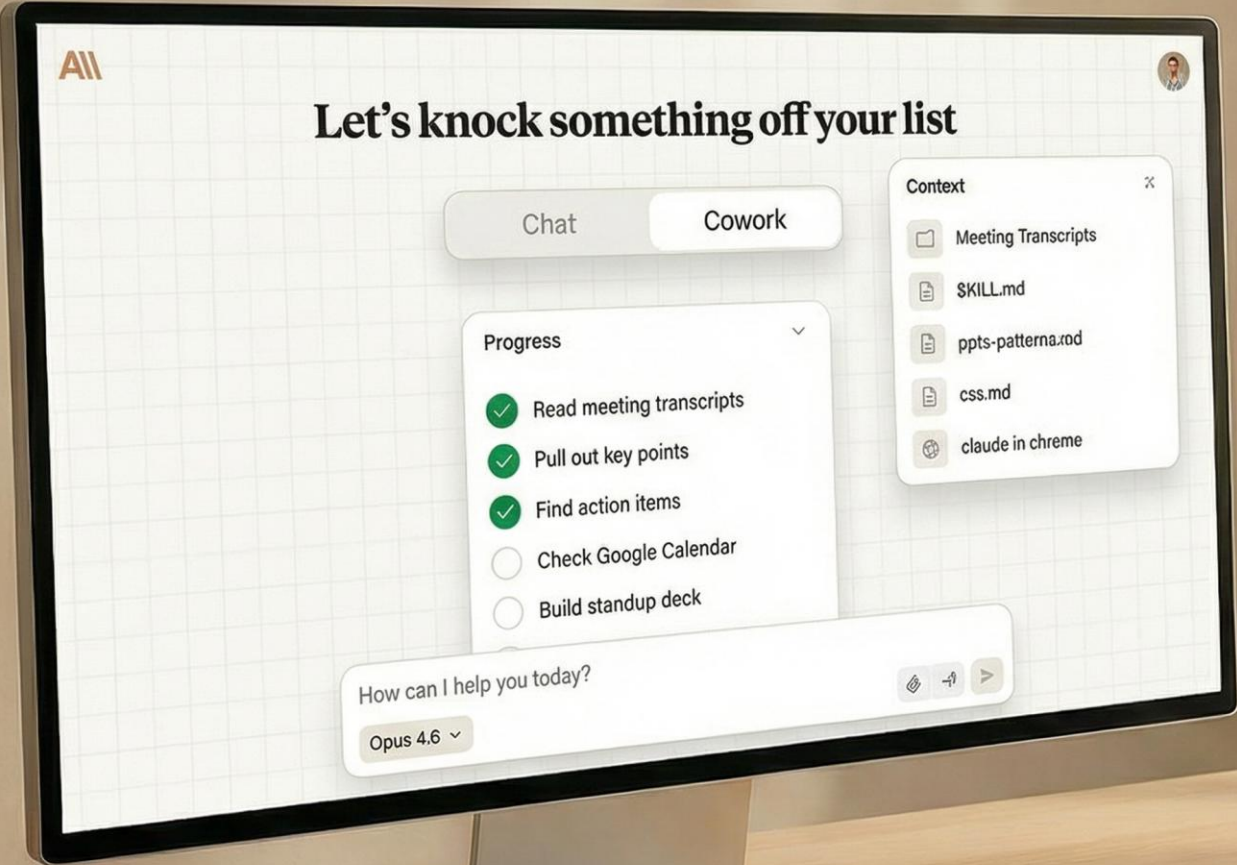 A\\
Let's knock something off your list
Chat
Cowork
Progress
Read meeting transcripts
Pull out key points
Find action items
Check Google Calendar
Build standup deck
Context
Meeting Transcripts
$KILL.md
ppts-patterna.md
css.md
claude in chreme
How can I help you today?
Opus 4.6